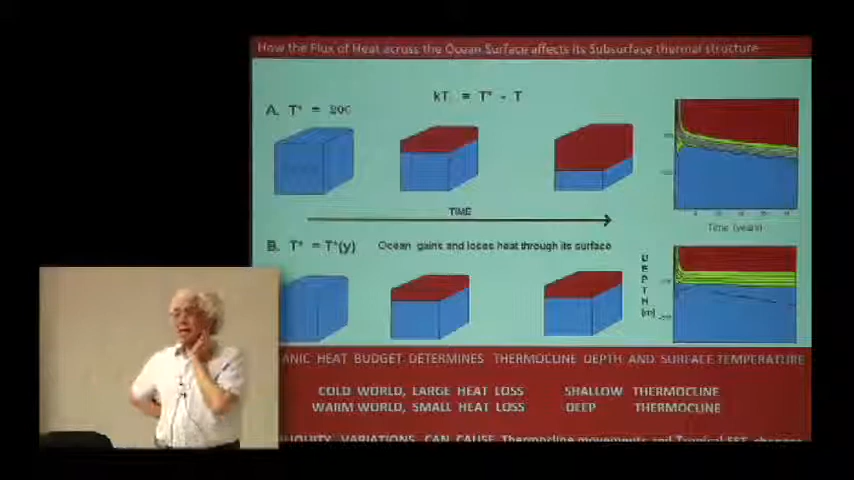 How the Flux of Heat across the Ocean Surface affects its Subsurface thermal structure
kT = T* - T
A. T* =
TIME
Time (years)
B. T* = T*(y) Ocean gains and loses heat through its surface
DEPTH
[m]
ANIC HEAT BUDGET DETERMINES THERMOCLINE DEPTH AND SURFACE TEMPERATURE
COLD WORLD, LARGE HEAT LOSS SHALLOW THERMOCLINE
WARM WORLD, SMALL HEAT LOSS DEEP THERMOCLINE
VARIATIONS CAN CAUSE Thermocline movements and Tropical SST changes